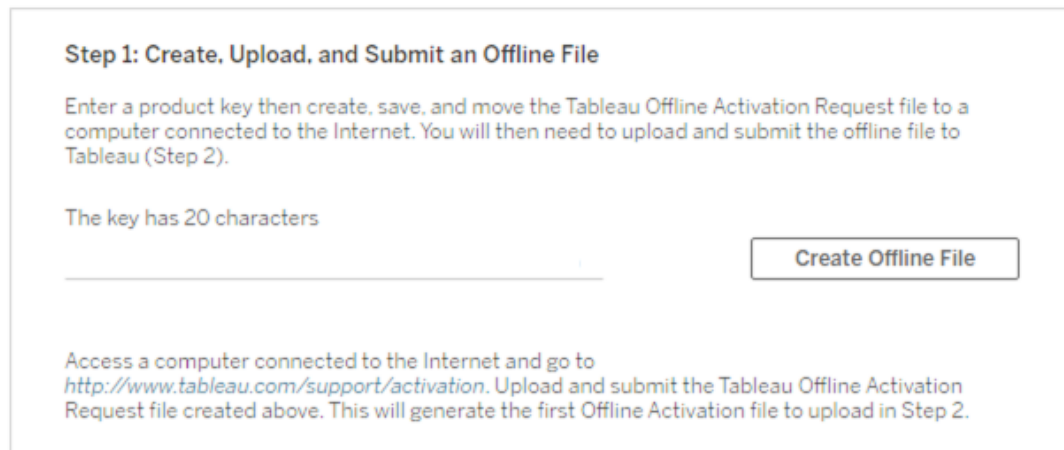 Step 1: Create, Upload, and Submit an Offline File
Enter a product key then create, save, and move the Tableau Offline Activation Request file to a
computer connected to the Internet. You will then need to upload and submit the offline file to
Tableau (Step 2).
The key has 20 characters
Create Offline File
Access a computer connected to the Internet and go to
http://www.tableau.com/support/activation. Upload and submit the Tableau Offline Activation
Request file created above. This will generate the first Offline Activation file to upload in Step 2.